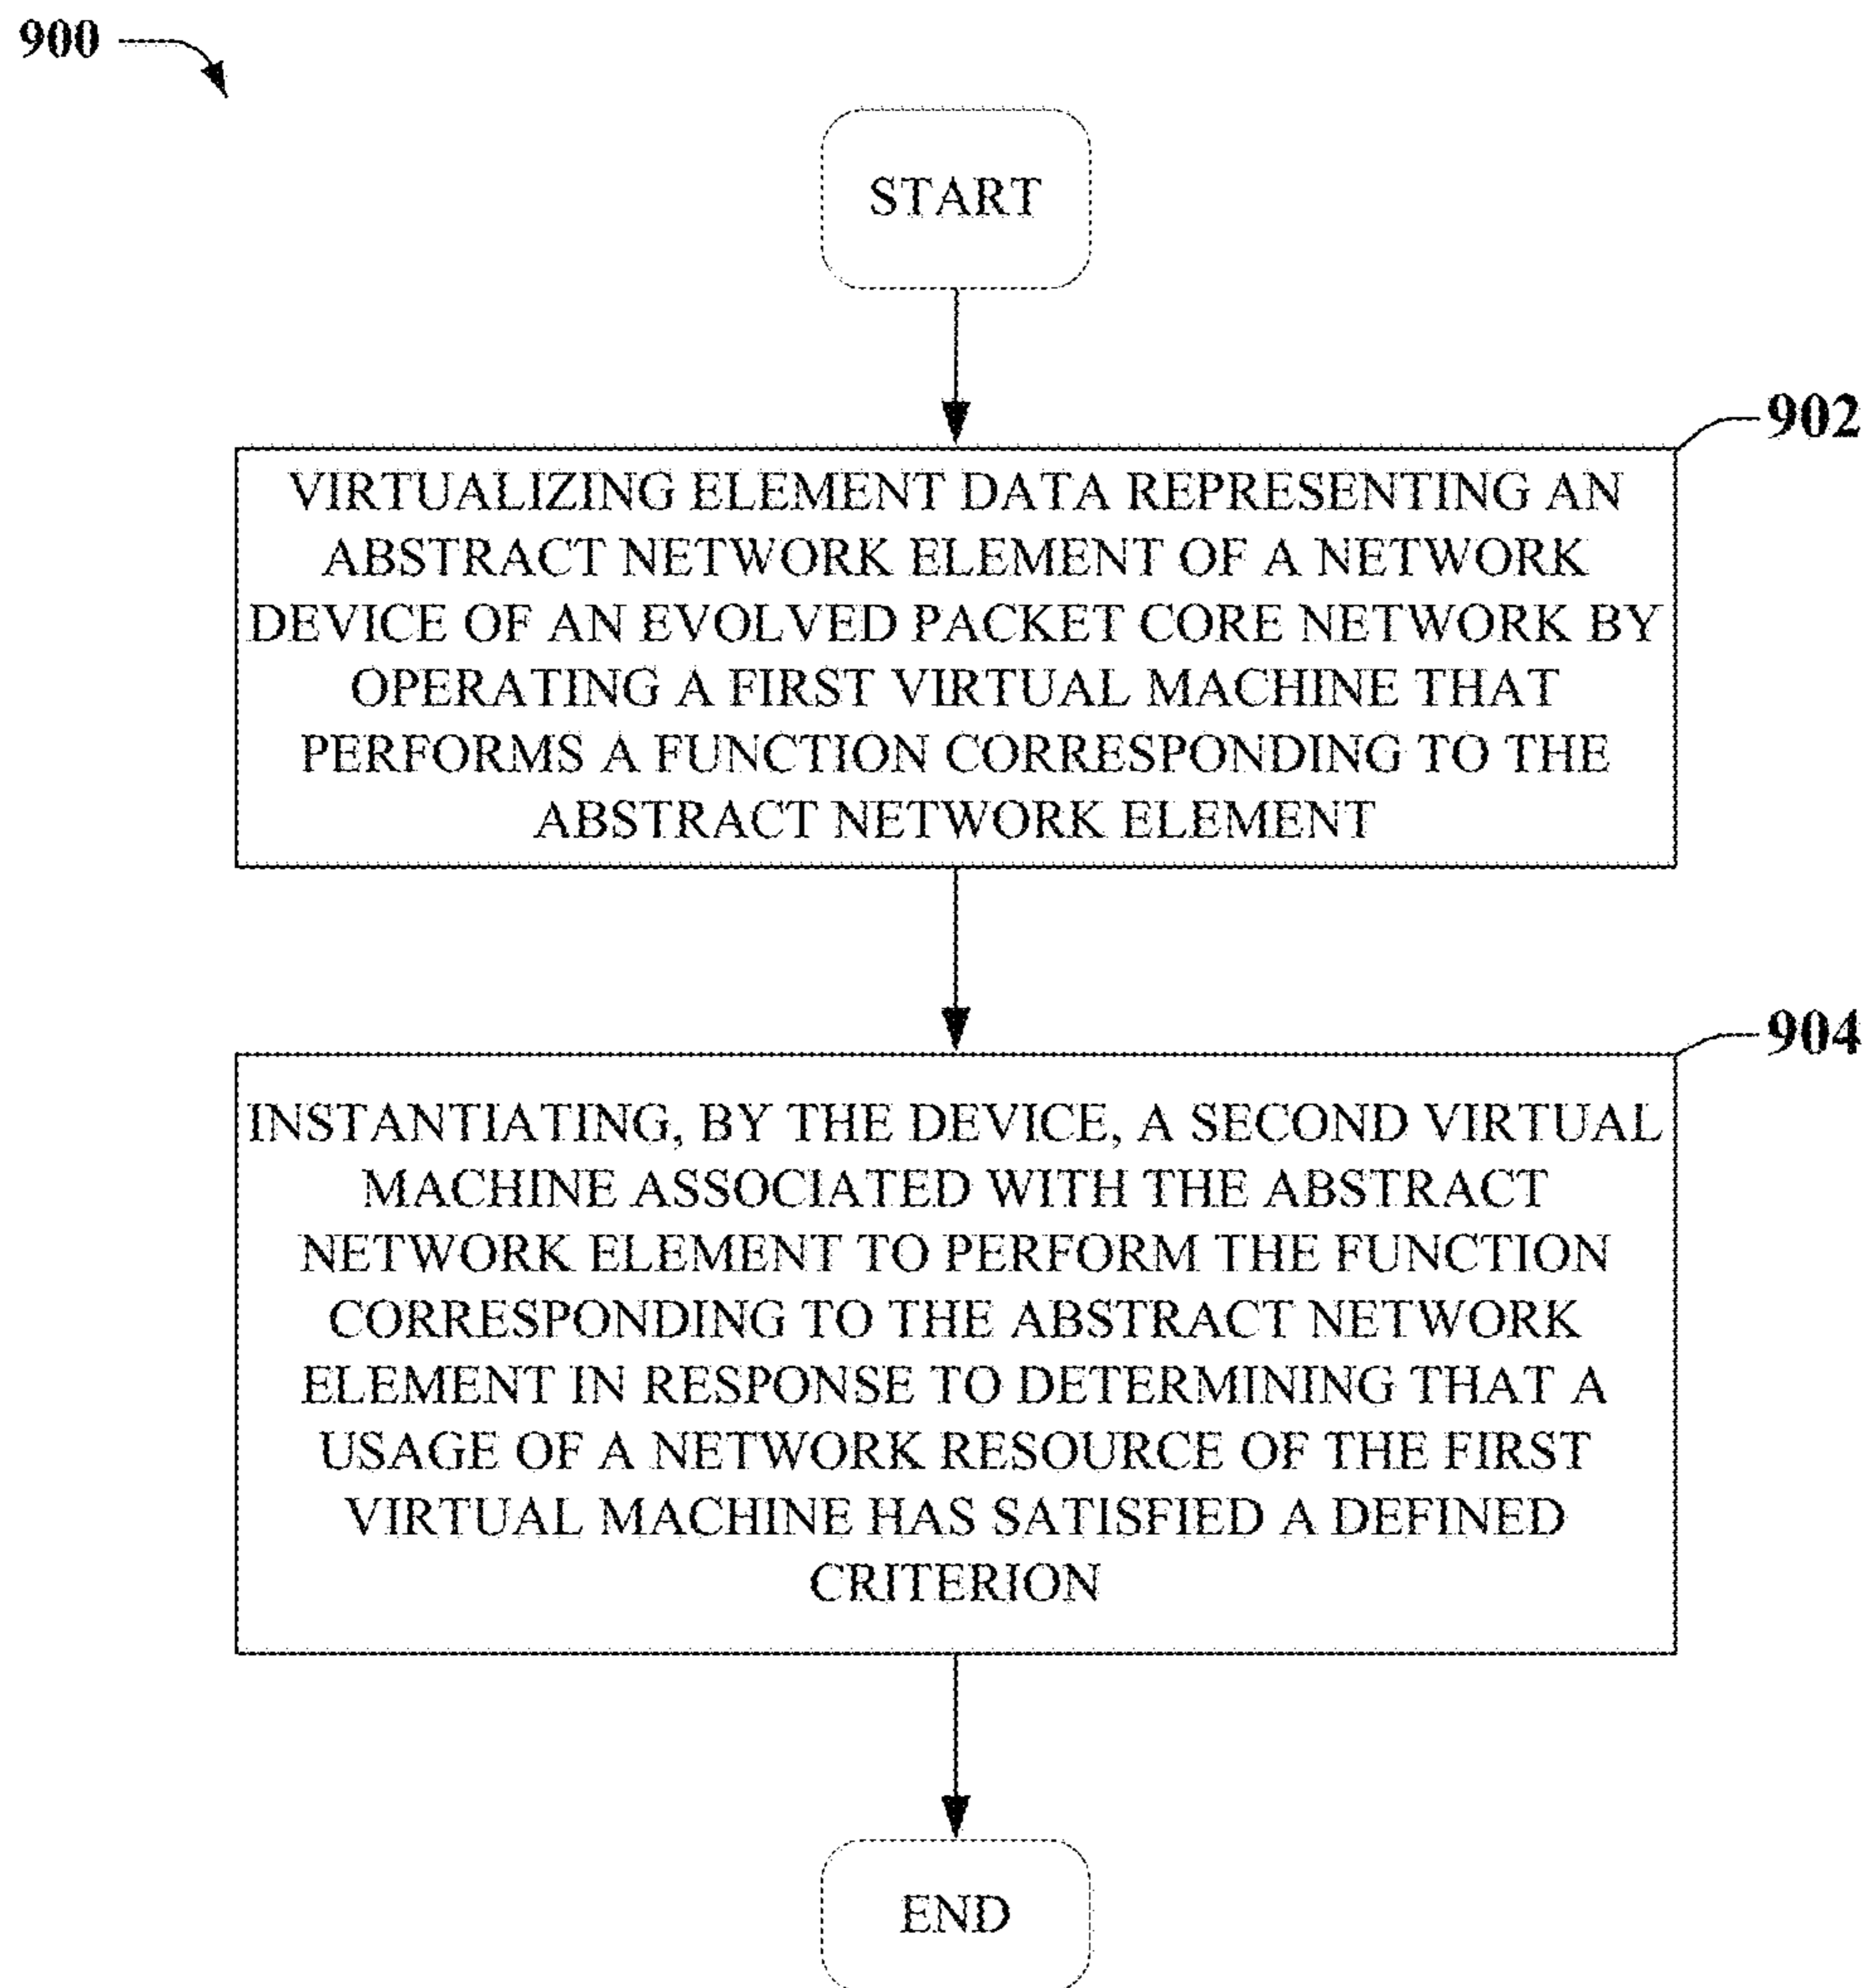 900
START
902
VIRTUALIZING ELEMENT DATA REPRESENTING AN
ABSTRACT NETWORK ELEMENT OF A NETWORK
DEVICE OF AN EVOLVED PACKET CORE NETWORK BY
OPERATING A FIRST VIRTUAL MACHINE THAT
PERFORMS A FUNCTION CORRESPONDING TO THE
ABSTRACT NETWORK ELEMENT
904
INSTANTIATING, BY THE DEVICE, A SECOND VIRTUAL
MACHINE ASSOCIATED WITH THE ABSTRACT
NETWORK ELEMENT TO PERFORM THE FUNCTION
CORRESPONDING TO THE ABSTRACT NETWORK
ELEMENT IN RESPONSE TO DETERMINING THAT A
USAGE OF A NETWORK RESOURCE OF THE FIRST
VIRTUAL MACHINE HAS SATISFIED A DEFINED
CRITERION
END